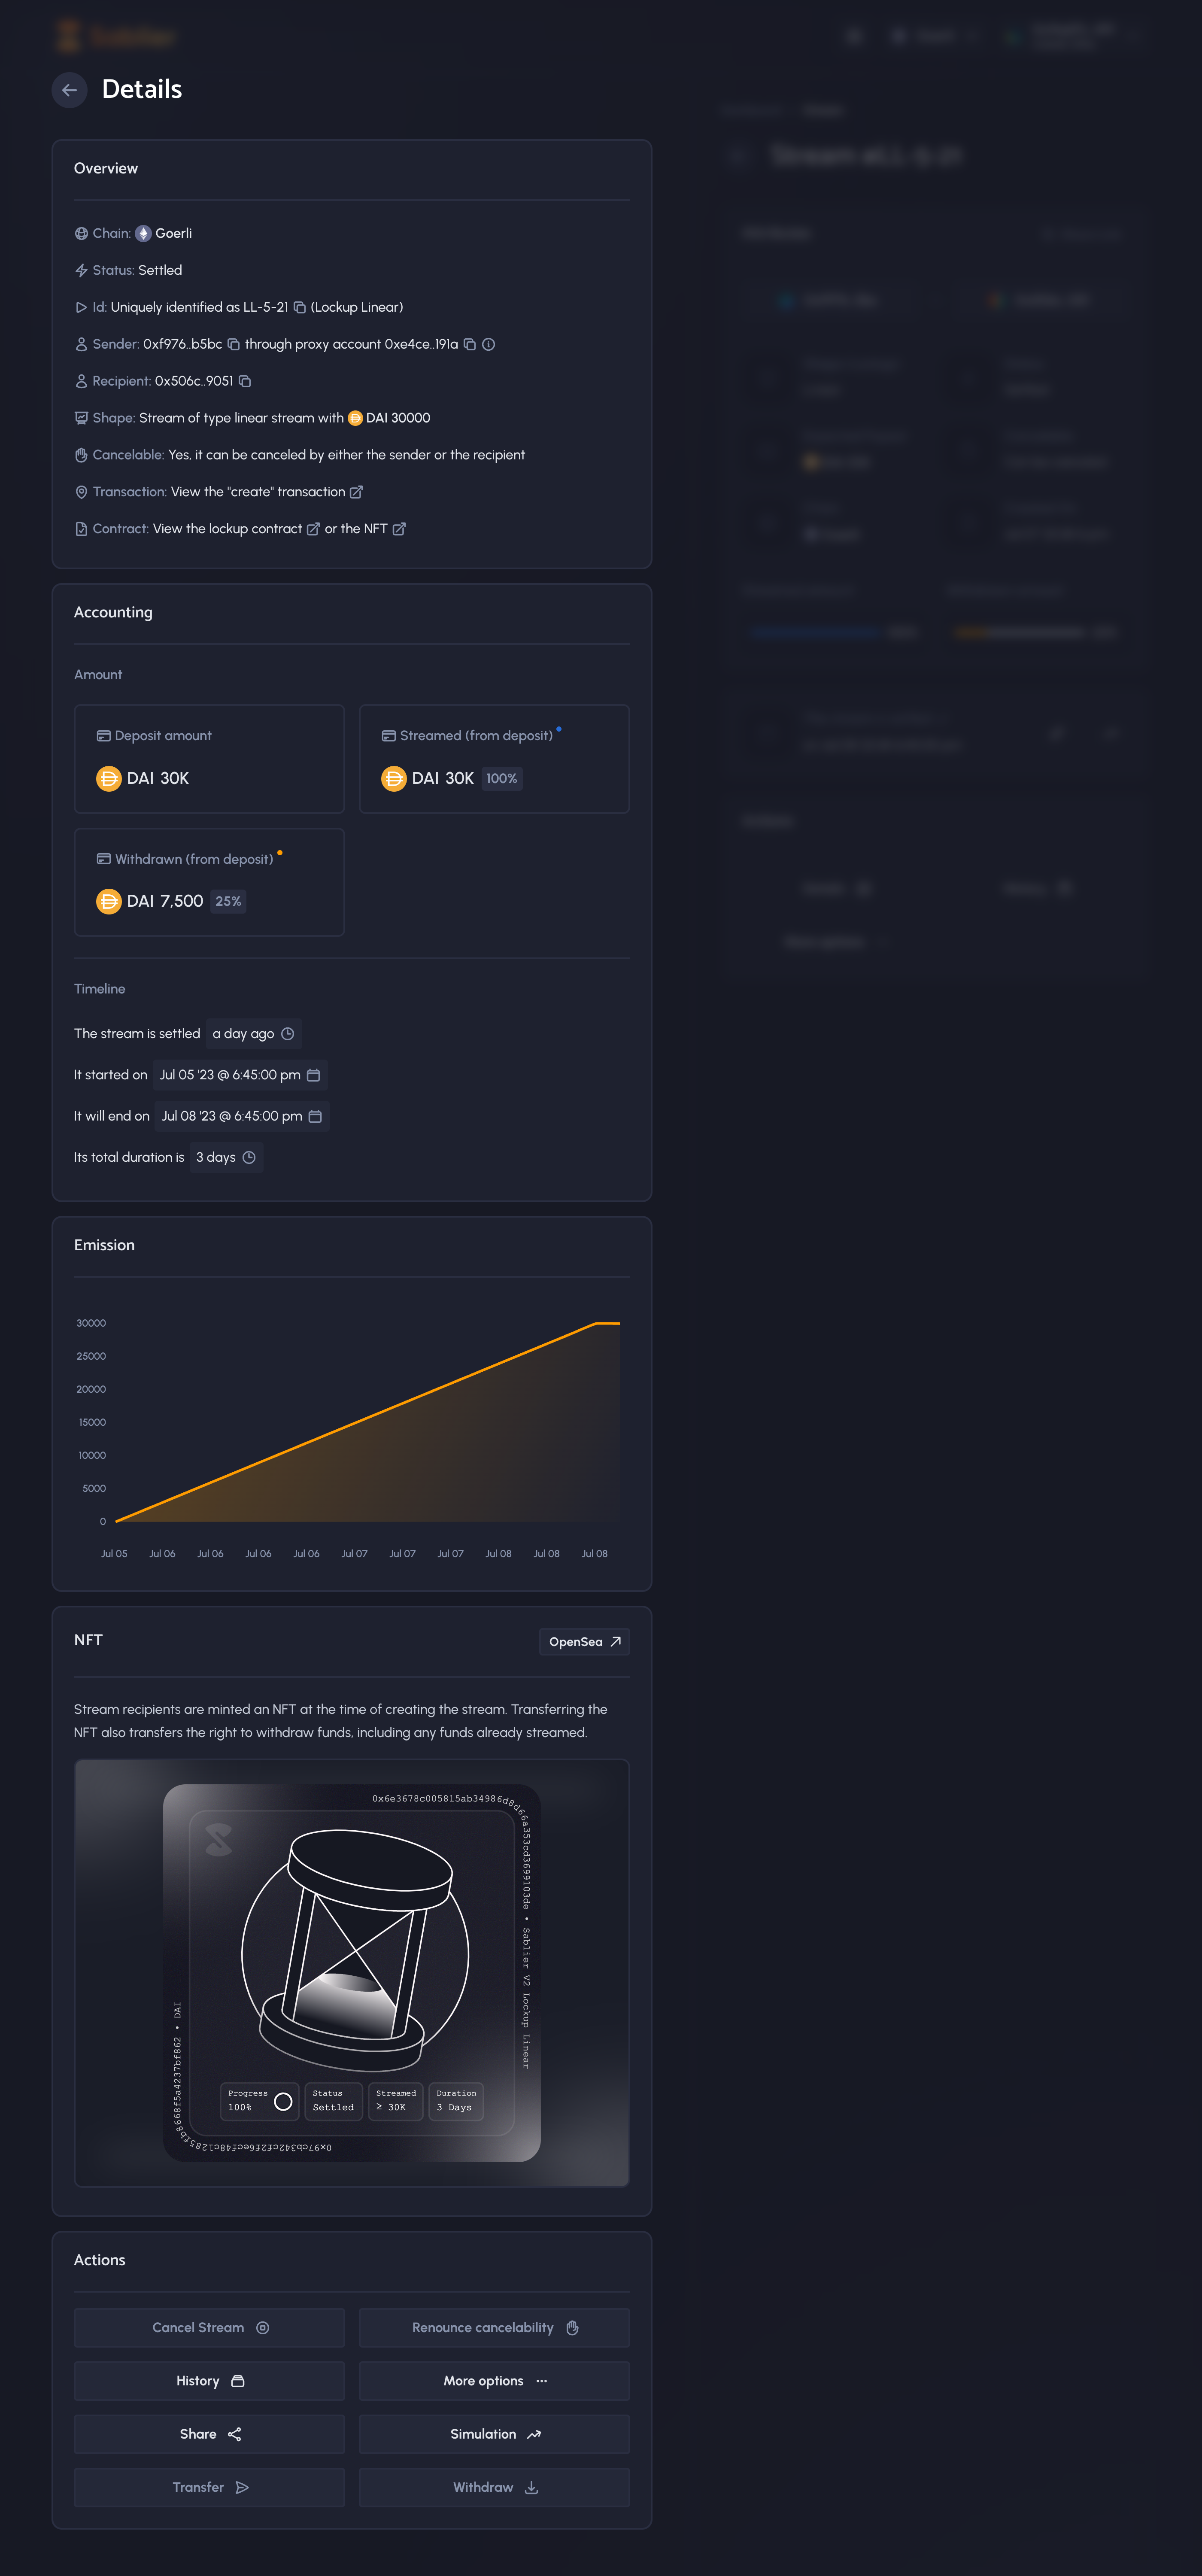 Sablier
Details
Overview
Chain: Goerli
Status: Settled
Id: Uniquely identified as LL-5-21 (Lockup Linear)
Sender: 0xf976..b5bc through proxy account 0xe4ce..191a
Recipient: 0x506c..9051
Shape: Stream of type linear stream with DAI 30000
Cancelable: Yes, it can be canceled by either the sender or the recipient
Transaction: View the "create" transaction
Contract: View the lockup contract or the NFT
Accounting
Amount
Deposit amount
DAI 30K
Streamed (from deposit)
DAI 30K 100%
Withdrawn (from deposit)
DAI 7,500 25%
Timeline
The stream is settled a day ago
It started on Jul 05 '23 @ 6:45:00 pm
It will end on Jul 08 '23 @ 6:45:00 pm
Its total duration is 3 days
Emission
30000
25000
20000
15000
10000
5000
0
Jul 05 Jul 06 Jul 06 Jul 06 Jul 06 Jul 07 Jul 07 Jul 07 Jul 08 Jul 08 Jul 08
NFT
OpenSea
Stream recipients are minted an NFT at the time of creating the stream. Transferring the
NFT also transfers the right to withdraw funds, including any funds already streamed.
0x6e3678c005815ab34986d8d66a353cd3699103de • Sablier V2 Lockup Linear
0x97cb342cf2f6ecf48c1285fb8668f5a4237bf862 • DAI
Progress
100%
Status
Settled
Streamed
≥ 30K
Duration
3 Days
Actions
Cancel Stream
Renounce cancelability
History
More options
Share
Simulation
Transfer
Withdraw